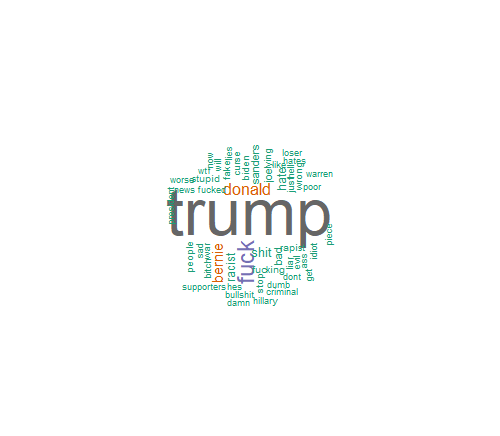 loser
hates
now
will
fake
lies
curse
biden
sanders
joe
lying
like
hate
just
hell
wrong
warren
wtf
worse
stupid
news
fucked
donald
poor
trump
piece
people
sad
war
bitch
bernie
racist
fuck
shit
fucking
bad
rapist
liar
evil
ass
idiot
get
dont
stop
dumb
criminal
supporters
hes
bullshit
damn
hillary